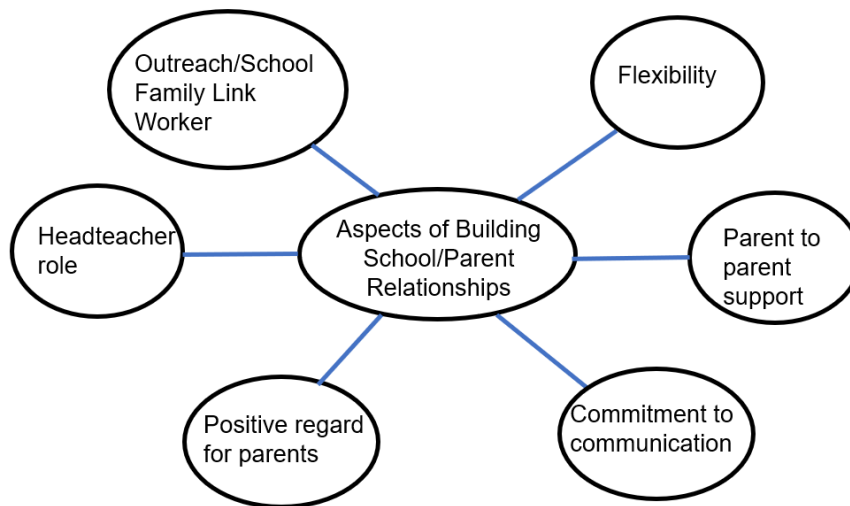 Outreach/School
Family Link
Worker
Flexibility
Headteacher
role
Aspects of Building
School/Parent
Relationships
Parent to
parent
support
Positive regard
for parents
Commitment to
communication